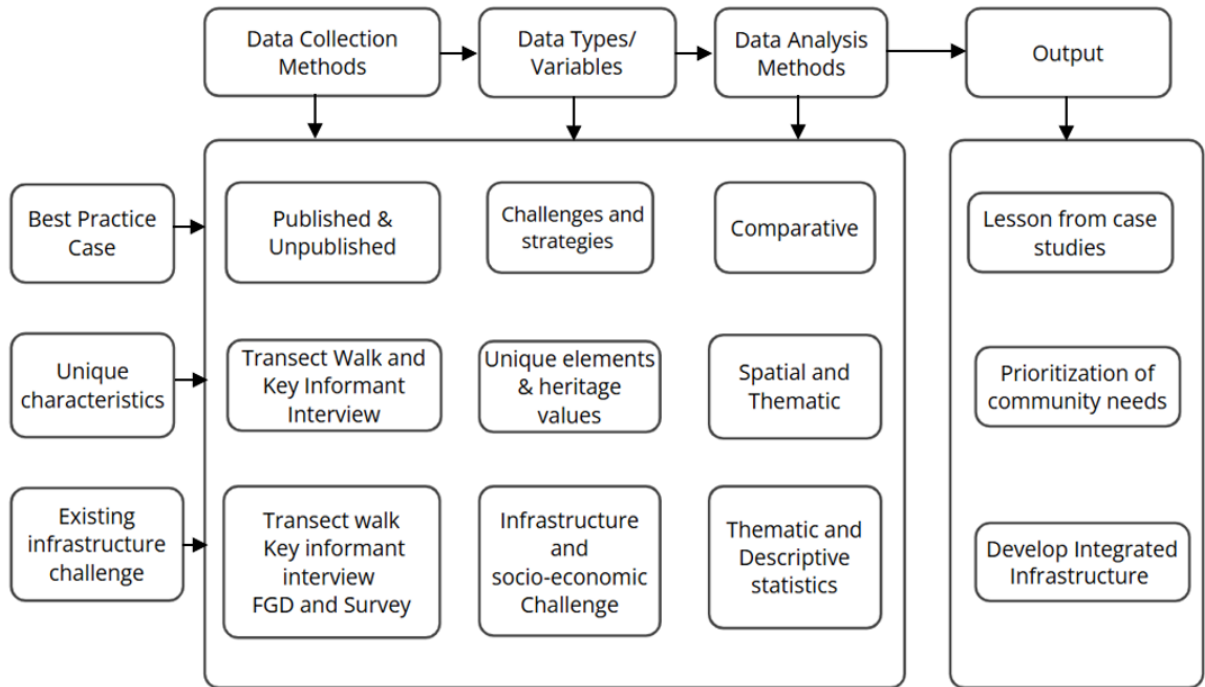 Data Collection
Methods
Data Types/
Variables
Data Analysis
Methods
Output
Best Practice
Case
Published &
Unpublished
Challenges and
strategies
Comparative
Lesson from case
studies
Unique
characteristics
Transect Walk and
Key Informant
Interview
Unique elements
& heritage
values
Spatial and
Thematic
Prioritization of
community needs
Existing
infrastructure
challenge
Transect walk
Key informant
interview
FGD and Survey
Infrastructure
and
socio-economic
Challenge
Thematic and
Descriptive
statistics
Develop Integrated
Infrastructure